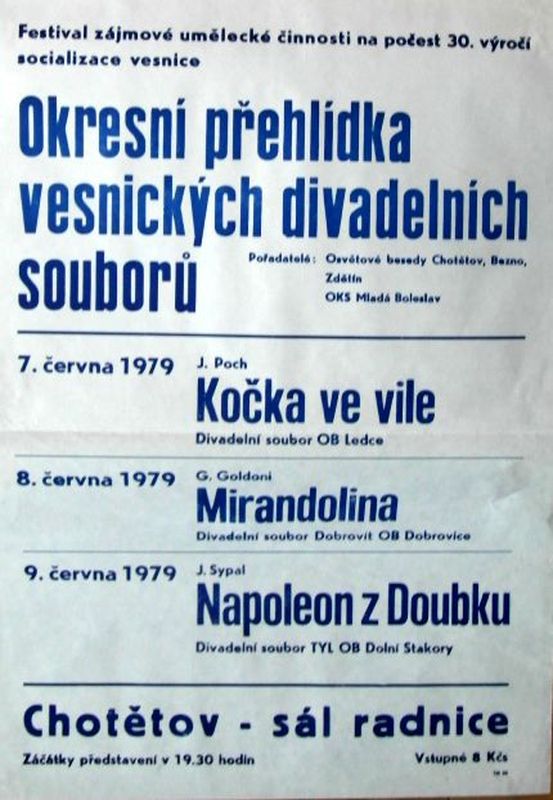 Festival zájmové umělecké činnosti na počest 30. výročí
socializace vesnice
Okresní přehlídka
vesnických divadelních
souborů
Pořadatelé: Osvětové besedy Chotětov, Bezno,
Zdětín
OKS Mladá Boleslav
7. června 1979
J. Poch
Kočka ve vile
Divadelní soubor OB Ledce
8. června 1979
G. Goldoni
Mirandolina
Divadelní soubor Dobrovít OB Dobrovice
9. června 1979
J. Sypal
Napoleon z Doubku
Divadelní soubor TYL OB Dolní Stakory
Chotětov - sál radnice
Záčátky představení v 19.30 hodin
Vstupné 8 Kčs